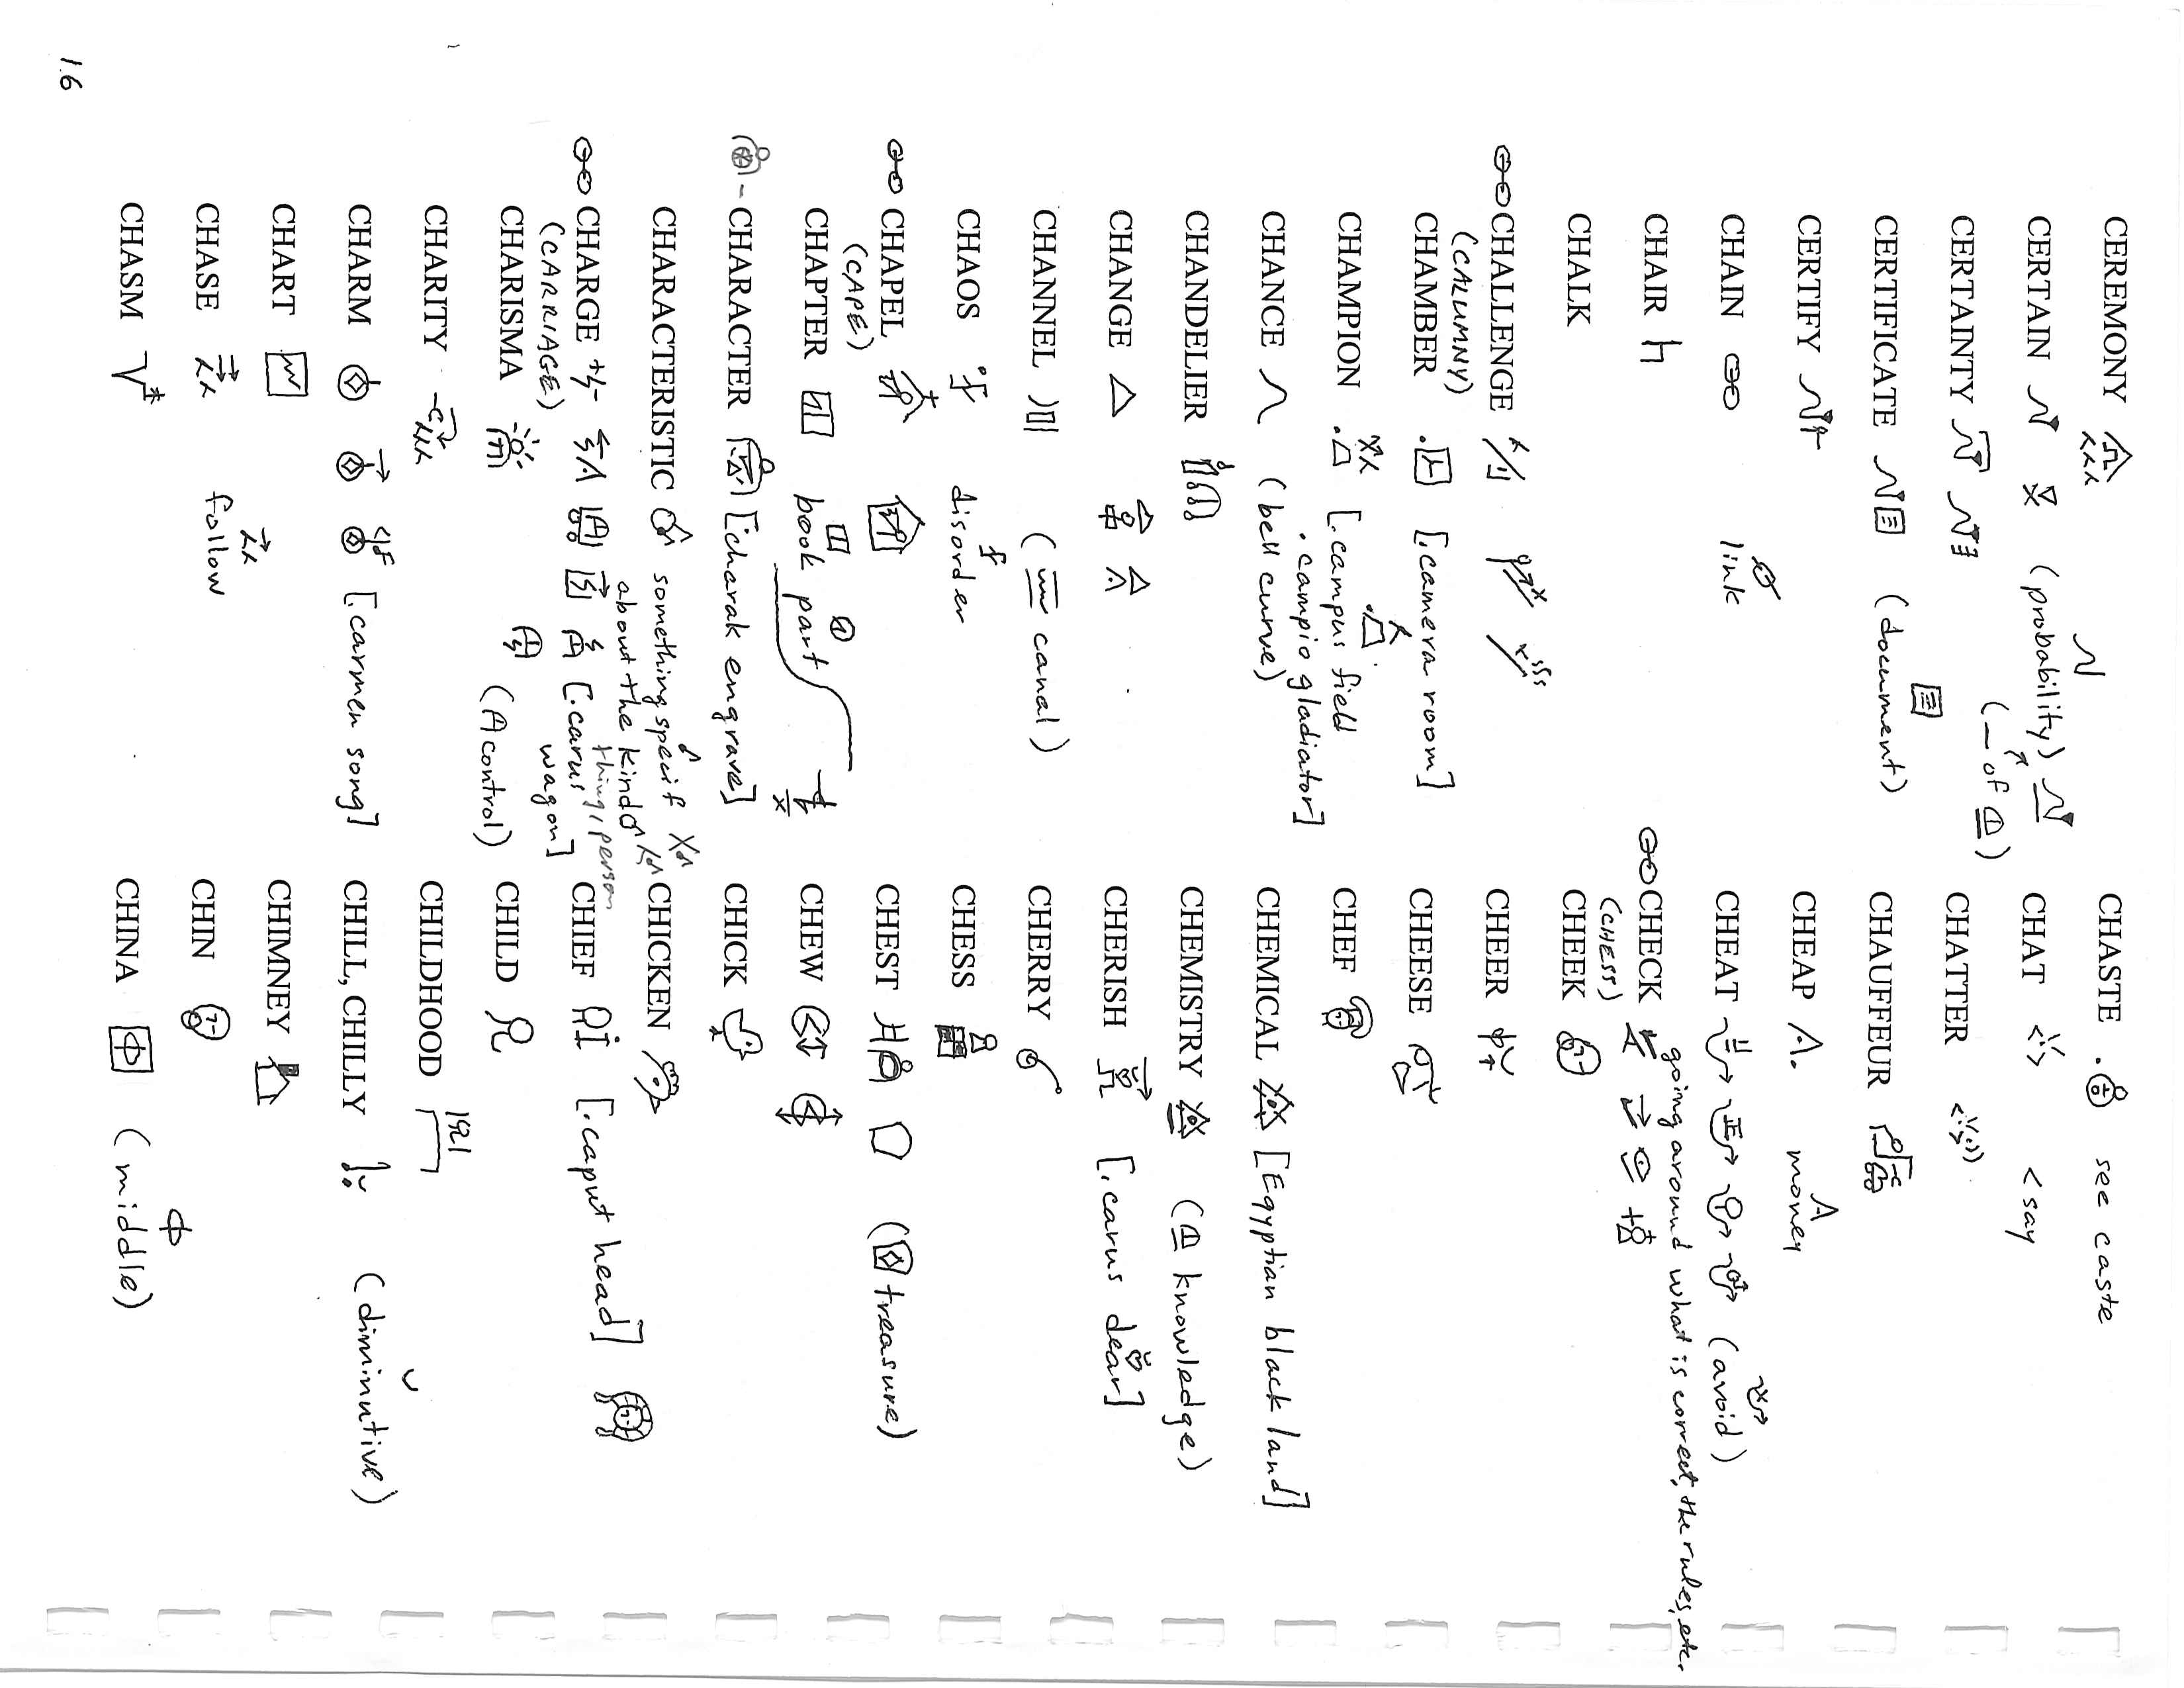 CEREMONY
CERTAIN (probability)
CERTAINTY ( of )
CERTIFICATE (document)
CERTIFY
CHAIN link
CHAIR
CHALK
CHALLENGE
(CALUMNY)
CHAMBER [.camera room]
CHAMPION [.campus field
.campio gladiator]
CHANCE (bell curve)
CHANDELIER
CHANGE
CHANNEL ( canal)
CHAOS disorder
CHAPEL
(CAPE)
CHAPTER book part
CHARACTER [:charak engrave]
CHARACTERISTIC something specif
about the kind of
thing/person
CHARGE +/- [.carus
wagon]
(CARRIAGE)
CHARISMA (A control)
CHARITY
CHARM [.carmen song]
CHART
CHASE follow
CHASM
CHASTE see caste
CHAT < say
CHATTER
CHAUFFEUR
CHEAP money
CHEAT (avoid)
going around what is correct, the rules, etc.
CHECK
(CHESS)
CHEEK
CHEER
CHEESE
CHEF
CHEMICAL [Egyptian black land]
CHEMISTRY ( knowledge)
CHERISH [.carus dear]
CHERRY
CHESS
CHEST ( treasure)
CHEW
CHICK
CHICKEN
CHIEF [.caput head]
CHILD
CHILDHOOD
CHILL, CHILLY (diminutive)
CHIMNEY
CHIN
CHINA (middle)
16